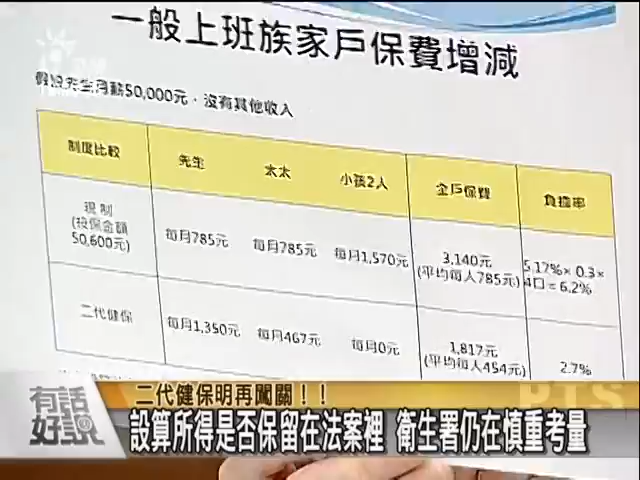 一般上班族家戶保費增減
月薪50,000元，沒有其他收入
制度比較 先生 太太 小孩2人 全戶保費 負擔率
現制
(投保金額
50,600元)
每月785元 每月785元 每月1,570元 3,140元
(平均每人785元)
5.17%× 0.3×
4口＝6.2%
二代健保 每月1,350元 每月467元 每月0元 1,817元
(平均每人454元)
2.7%
二代健保明再闖關！！
PTS
有話
好說
設算所得是否保留在法案裡 衛生署仍在慎重考量